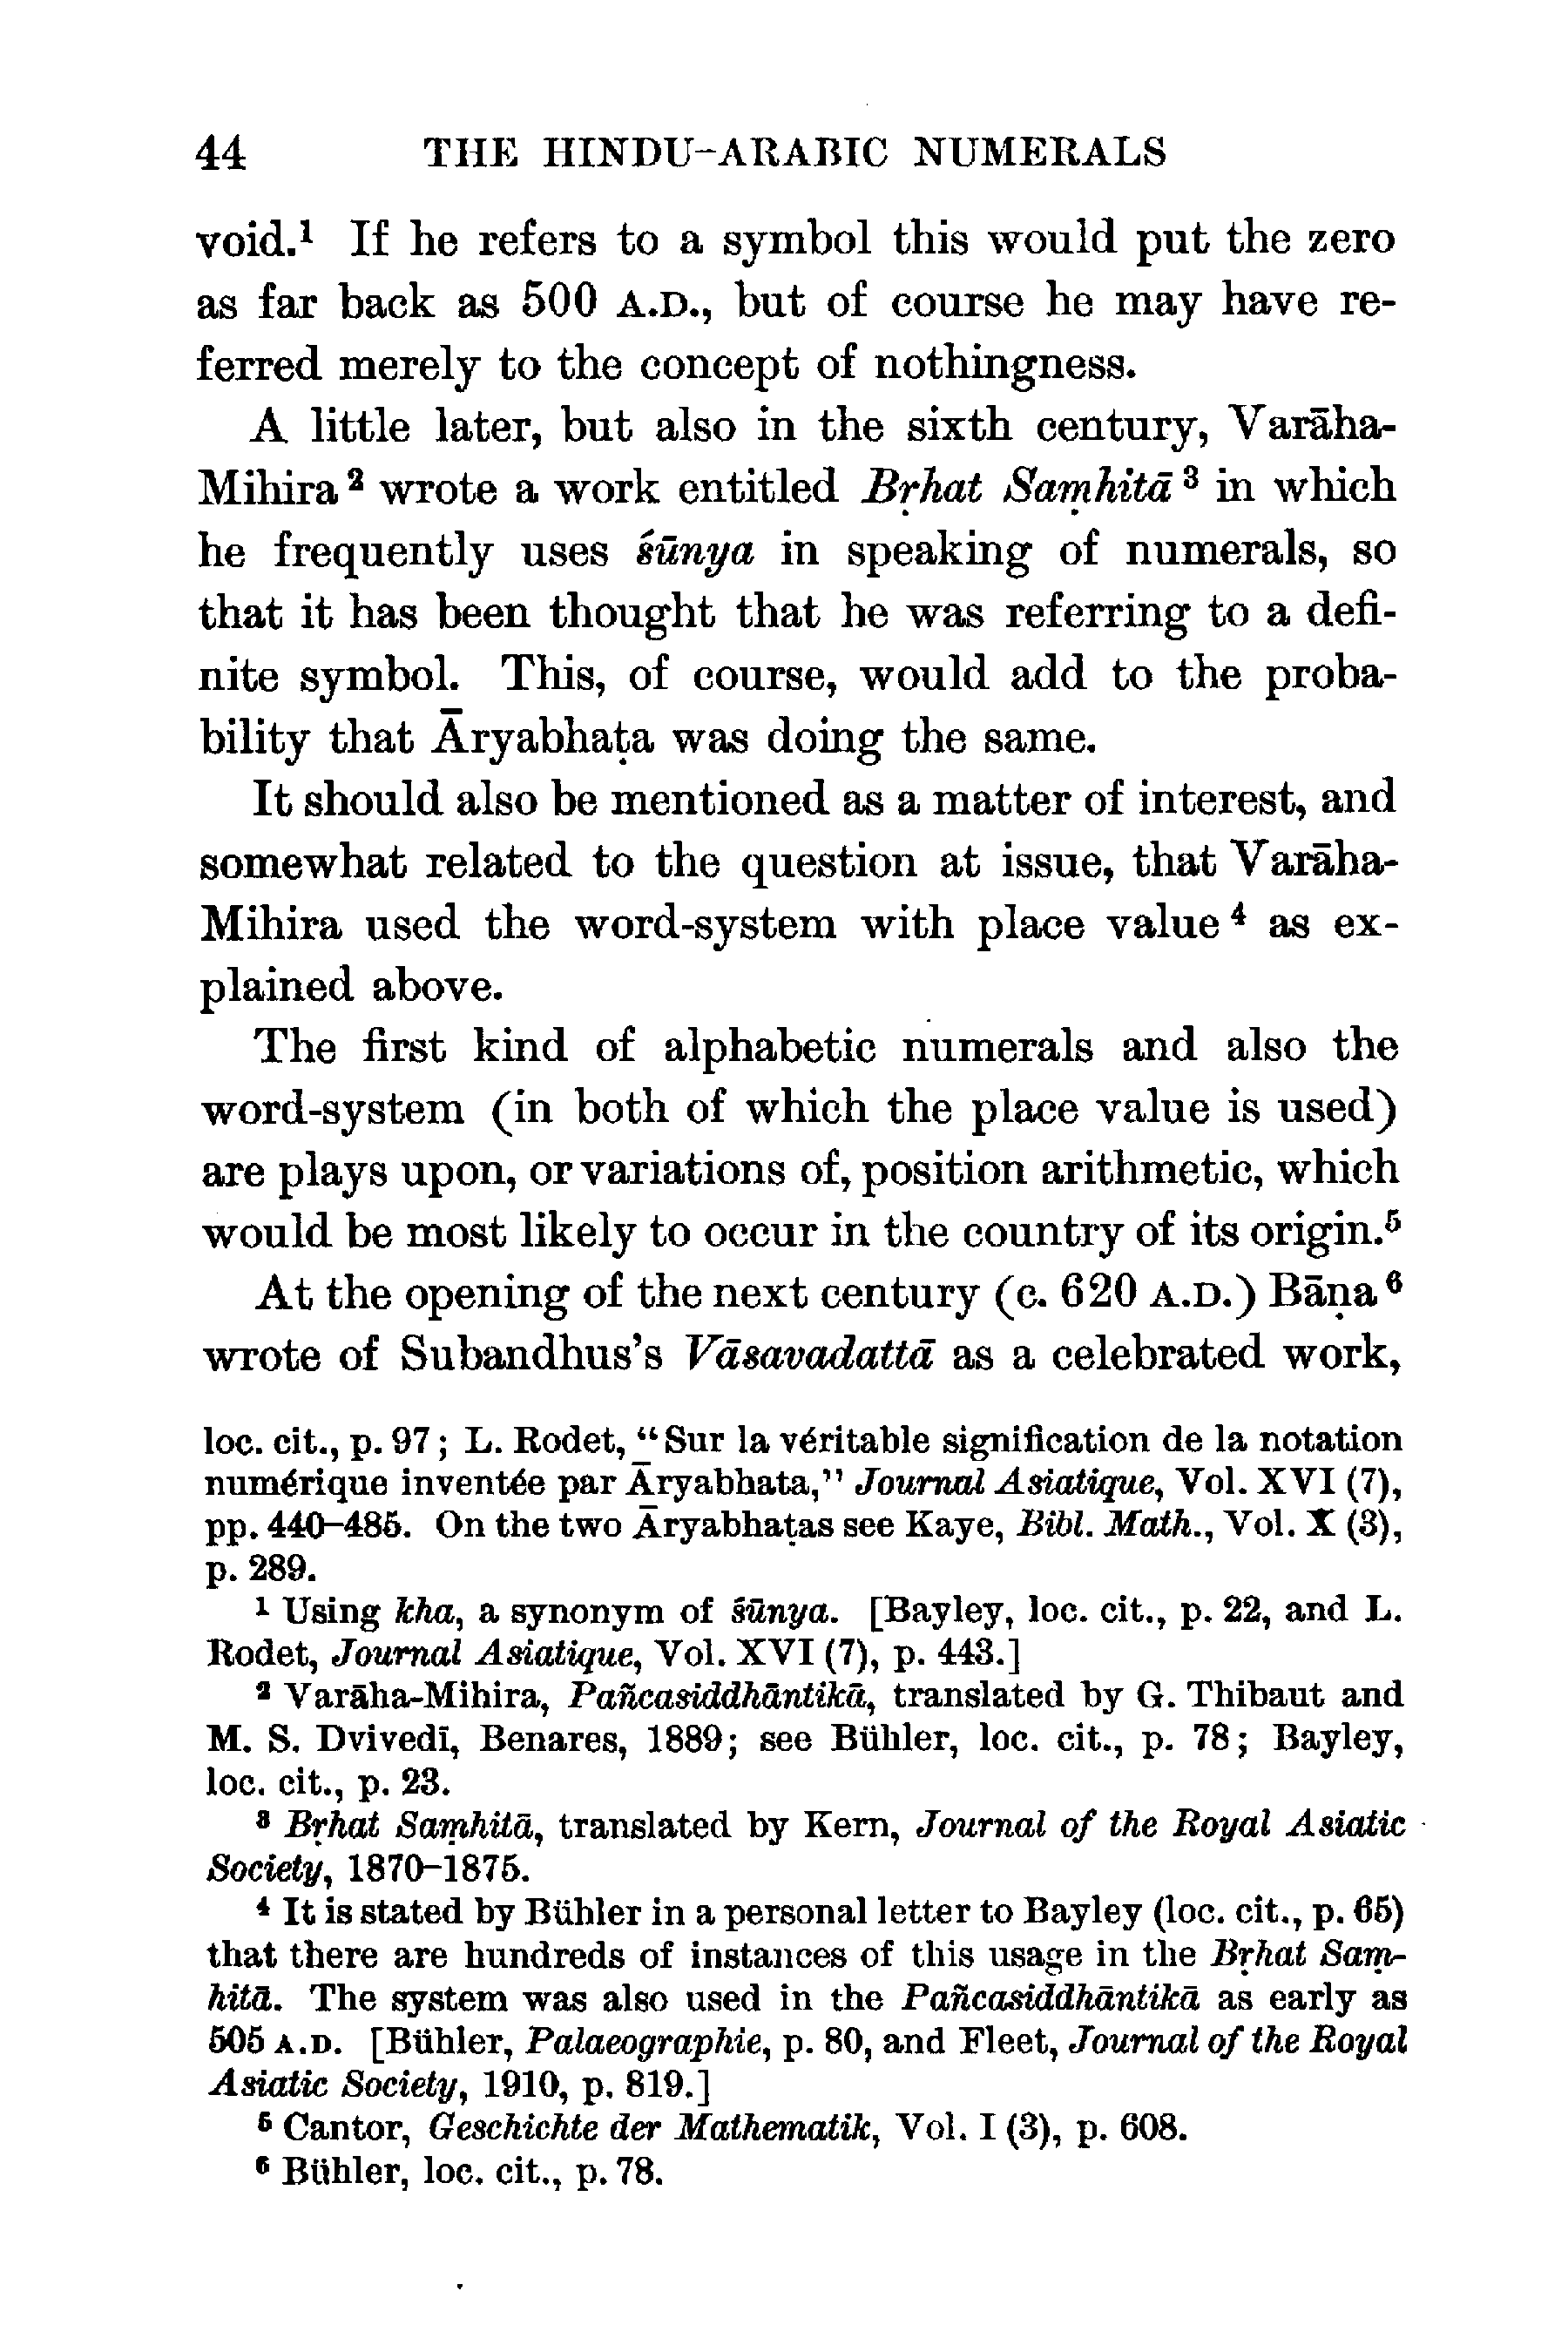 44 THE HINDU-ARABIC NUMERALS
void.¹ If he refers to a symbol this would put the zero
as far back as 500 A.D., but of course he may have re-
ferred merely to the concept of nothingness.
A little later, but also in the sixth century, Varāha-
Mihira² wrote a work entitled Bṛhat Saṃhitā³ in which
he frequently uses śūnya in speaking of numerals, so
that it has been thought that he was referring to a defi-
nite symbol. This, of course, would add to the proba-
bility that Āryabhaṭa was doing the same.
It should also be mentioned as a matter of interest, and
somewhat related to the question at issue, that Varāha-
Mihira used the word-system with place value⁴ as ex-
plained above.
The first kind of alphabetic numerals and also the
word-system (in both of which the place value is used)
are plays upon, or variations of, position arithmetic, which
would be most likely to occur in the country of its origin.⁵
At the opening of the next century (c. 620 A.D.) Bāṇa⁶
wrote of Subandhus's Vāsavadattā as a celebrated work,
loc. cit., p. 97; L. Rodet, "Sur la véritable signification de la notation
numérique inventée par Āryabhata," Journal Asiatique, Vol. XVI (7),
pp. 440–485. On the two Āryabhaṭas see Kaye, Bibl. Math., Vol. X (3),
p. 289.
¹ Using kha, a synonym of śūnya. [Bayley, loc. cit., p. 22, and L.
Rodet, Journal Asiatique, Vol. XVI (7), p. 443.]
² Varāha-Mihira, Pañcasiddhāntikā, translated by G. Thibaut and
M. S. Dvivedī, Benares, 1889; see Bühler, loc. cit., p. 78; Bayley,
loc. cit., p. 23.
³ Bṛhat Saṃhitā, translated by Kern, Journal of the Royal Asiatic
Society, 1870–1875.
⁴ It is stated by Bühler in a personal letter to Bayley (loc. cit., p. 65)
that there are hundreds of instances of this usage in the Bṛhat Saṃ-
hitā. The system was also used in the Pañcasiddhāntikā as early as
505 A.D. [Bühler, Palaeographie, p. 80, and Fleet, Journal of the Royal
Asiatic Society, 1910, p. 819.]
⁵ Cantor, Geschichte der Mathematik, Vol. I (3), p. 608.
⁶ Bühler, loc. cit., p. 78.